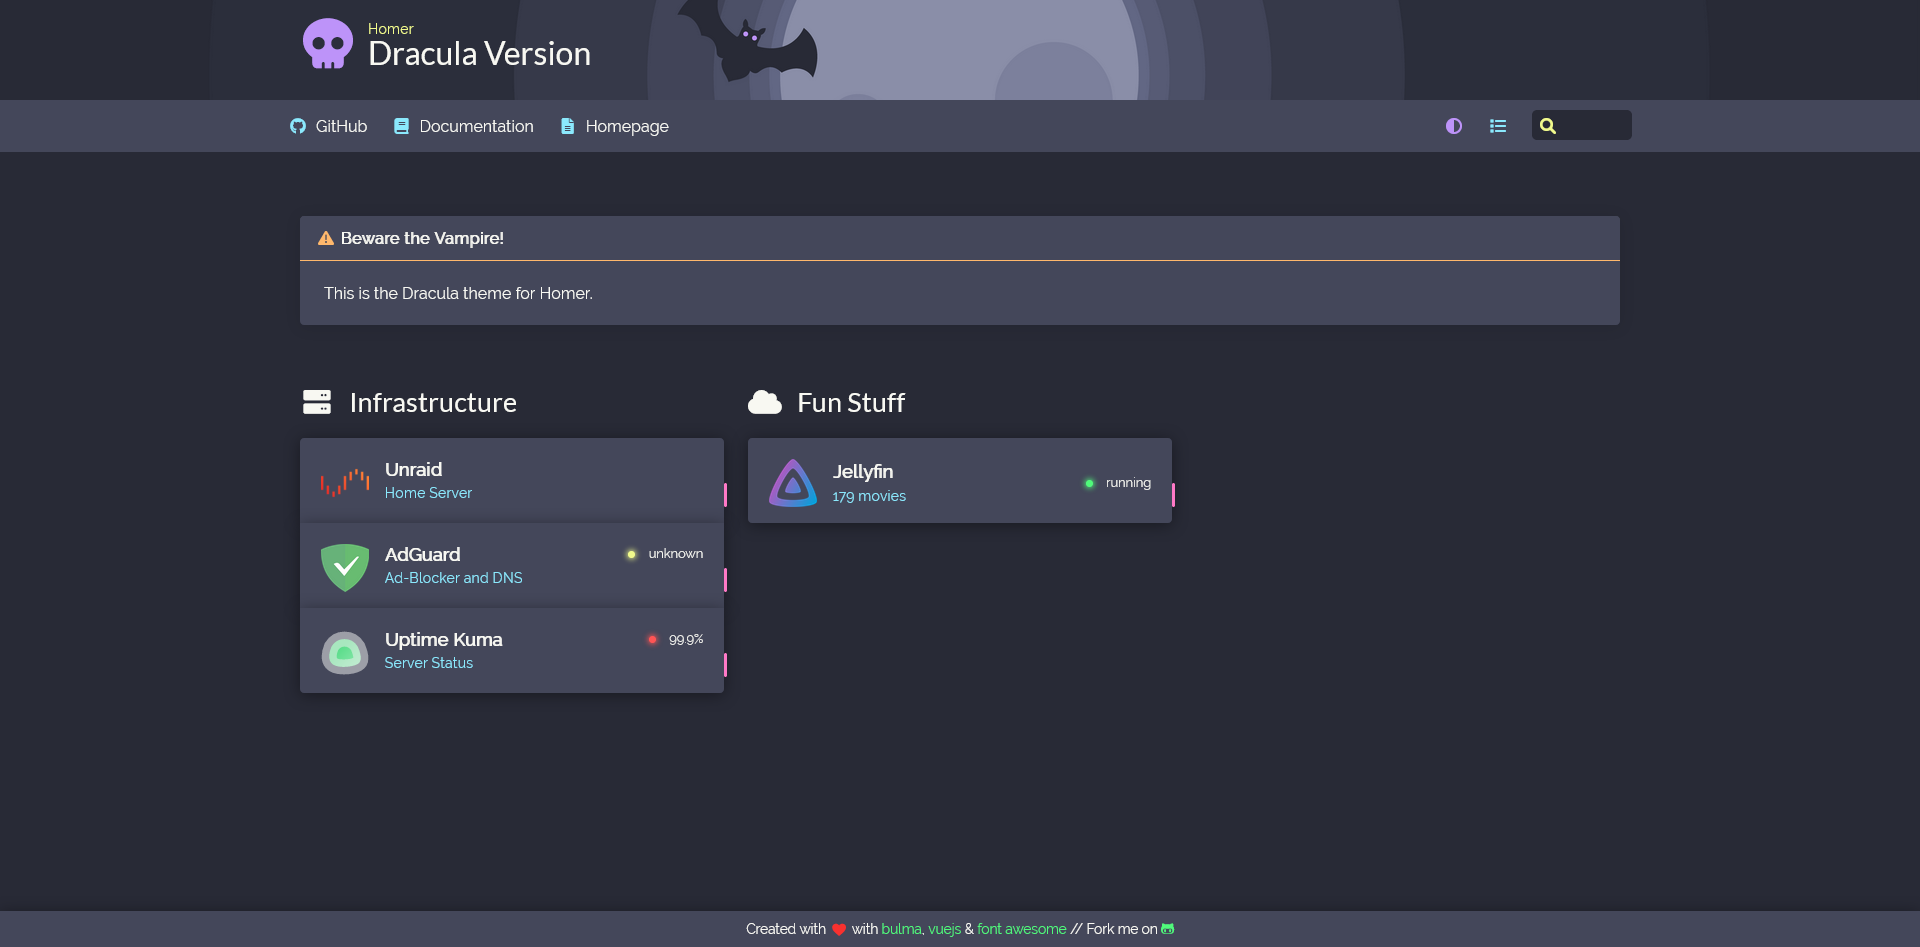 Homer
Dracula Version
GitHub
Documentation
Homepage
Beware the Vampire!
This is the Dracula theme for Homer.
Infrastructure
Unraid
Home Server
AdGuard
unknown
Ad-Blocker and DNS
Uptime Kuma
99.9%
Server Status
Fun Stuff
Jellyfin
179 movies
running
Created with with bulma, vuejs & font awesome // Fork me on